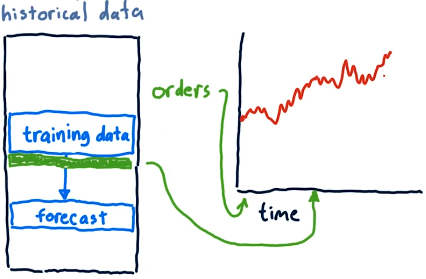 historical data
training data
forecast
orders
time